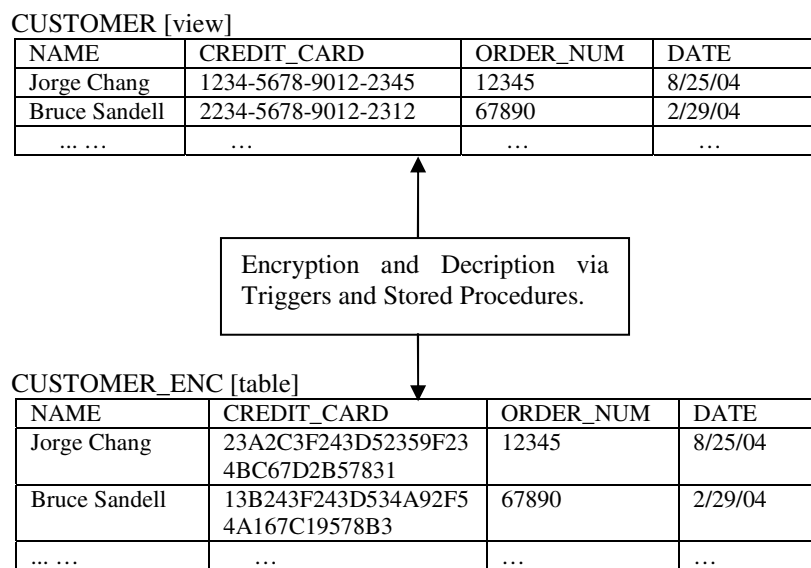 CUSTOMER [view]
NAME CREDIT_CARD ORDER_NUM DATE
Jorge Chang 1234-5678-9012-2345 12345 8/25/04
Bruce Sandell 2234-5678-9012-2312 67890 2/29/04
... … … … …
Encryption and Decription via
Triggers and Stored Procedures.
CUSTOMER_ENC [table]
NAME CREDIT_CARD ORDER_NUM DATE
Jorge Chang 23A2C3F243D52359F23 12345 8/25/04
4BC67D2B57831
Bruce Sandell 13B243F243D534A92F5 67890 2/29/04
4A167C19578B3
... … … … …